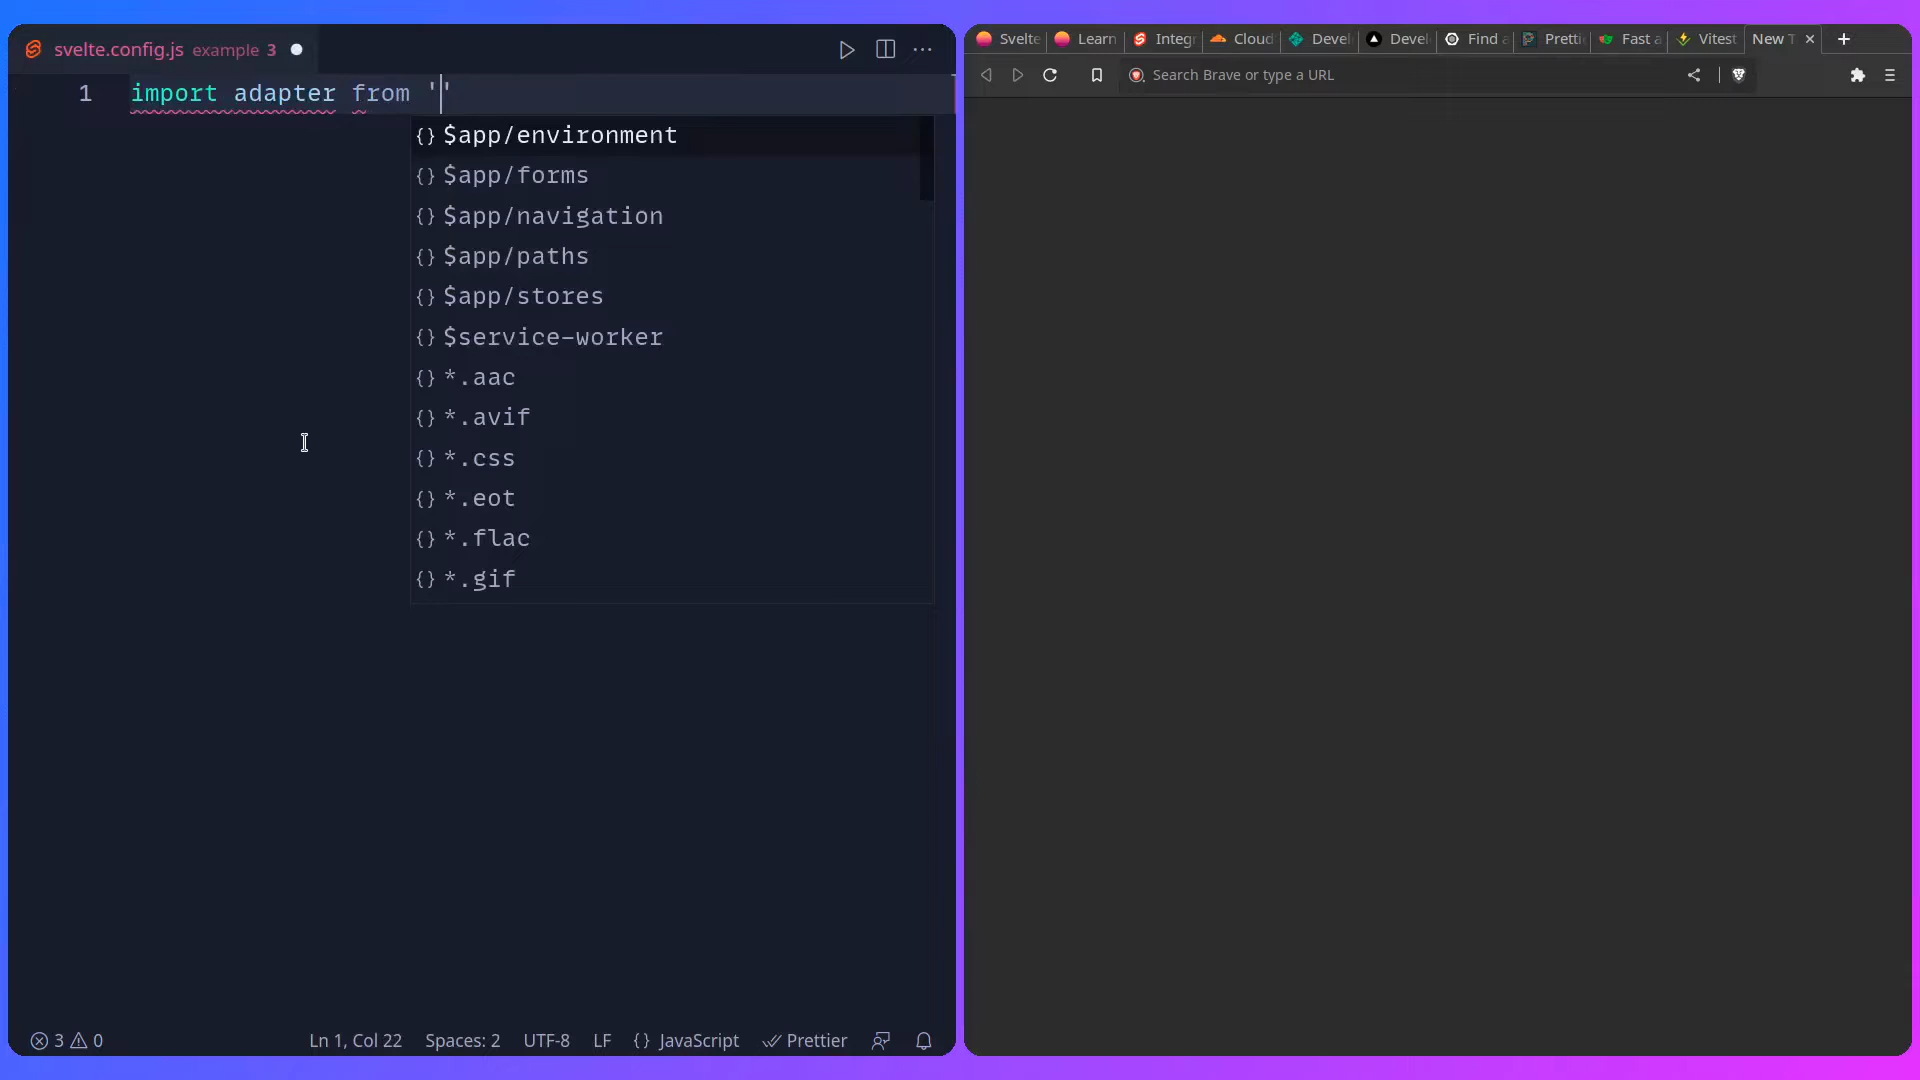 svelte.config.js example 3
1 import adapter from ''
{} $app/environment
{} $app/forms
{} $app/navigation
{} $app/paths
{} $app/stores
{} $service-worker
{} *.aac
{} *.avif
{} *.css
{} *.eot
{} *.flac
{} *.gif
3 0 Ln 1, Col 22 Spaces: 2 UTF-8 LF {} JavaScript Prettier
Svelte Learn Integr Cloud Devel Devel Find a Pretti Fast a Vitest New T
Search Brave or type a URL